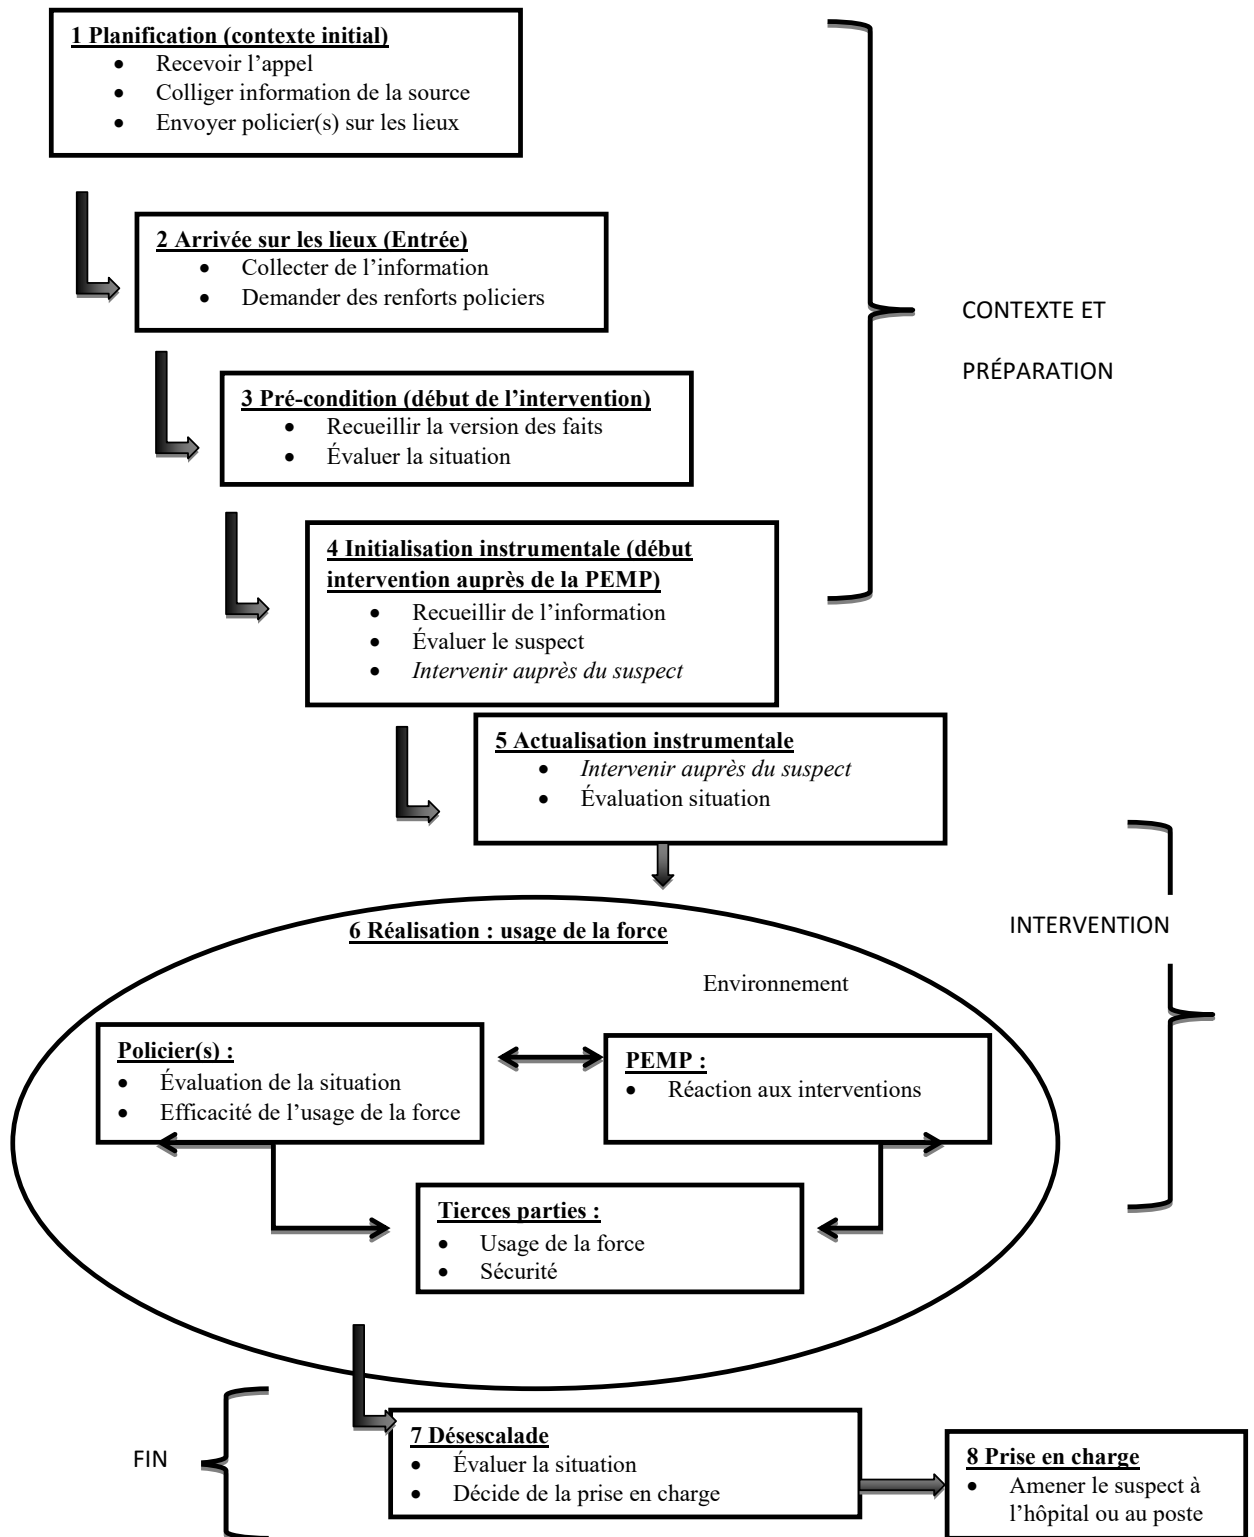 1 Planification (contexte initial)
• Recevoir l’appel
• Colliger information de la source
• Envoyer policier(s) sur les lieux
2 Arrivée sur les lieux (Entrée)
• Collecter de l’information
• Demander des renforts policiers
CONTEXTE ET
PRÉPARATION
3 Pré-condition (début de l’intervention)
• Recueillir la version des faits
• Évaluer la situation
4 Initialisation instrumentale (début
intervention auprès de la PEMP)
• Recueillir de l’information
• Évaluer le suspect
• Intervenir auprès du suspect
5 Actualisation instrumentale
• Intervenir auprès du suspect
• Évaluation situation
INTERVENTION
6 Réalisation : usage de la force
Environnement
Policier(s) :
• Évaluation de la situation
• Efficacité de l’usage de la force
PEMP :
• Réaction aux interventions
Tierces parties :
• Usage de la force
• Sécurité
FIN
7 Désescalade
• Évaluer la situation
• Décide de la prise en charge
8 Prise en charge
• Amener le suspect à
l’hôpital ou au poste